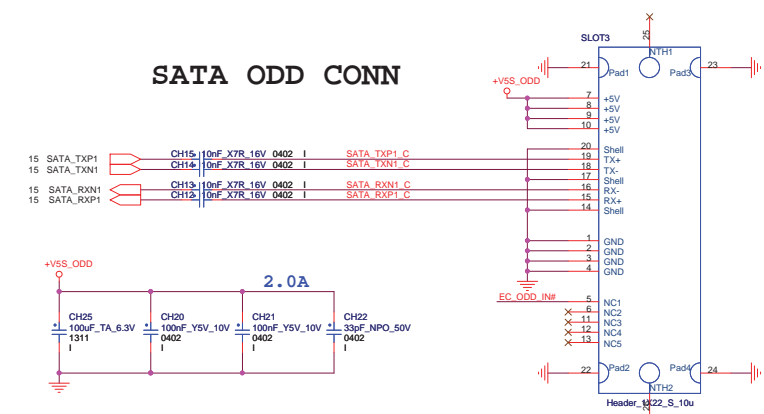 SATA ODD CONN
SLOT3
25
NTH1
21
Pad1
Pad3
23
+V5S_ODD
7 +5V
8 +5V
9 +5V
10 +5V
20 Shell
15 SATA_TXP1 CH15 10nF_X7R_16V 0402 I SATA_TXP1_C 19 TX+
15 SATA_TXN1 CH14 10nF_X7R_16V 0402 I SATA_TXN1_C 18 TX-
17 Shell
15 SATA_RXN1 CH13 10nF_X7R_16V 0402 I SATA_RXN1_C 16 RX-
15 SATA_RXP1 CH12 10nF_X7R_16V 0402 I SATA_RXP1_C 15 RX+
14 Shell
1 GND
2 GND
3 GND
4 GND
EC_ODD_IN# 5 NC1
6 NC2
11 NC3
12 NC4
13 NC5
22
Pad2
Pad4
24
NTH2
Header_1X22_S_10u
+V5S_ODD
2.0A
CH25
100uF_TA_6.3V
1311
I
CH20
100nF_Y5V_10V
0402
I
CH21
100nF_Y5V_10V
0402
I
CH22
33pF_NPO_50V
0402
I